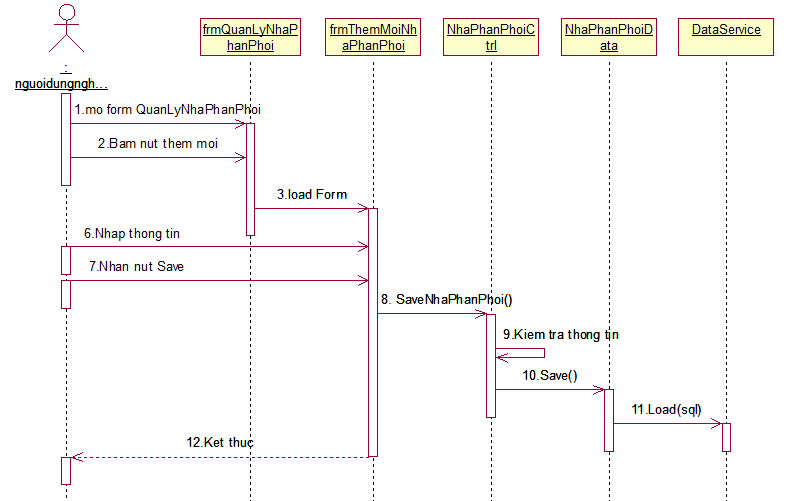 frmQuanLyNhaP
hanPhoi
frmThemMoiNh
aPhanPhoi
NhaPhanPhoiC
trl
NhaPhanPhoiD
ata
DataService
:
nguoidungngh...
1.mo form QuanLyNhaPhanPhoi
2.Bam nut them moi
3.load Form
6.Nhap thong tin
7.Nhan nut Save
8. SaveNhaPhanPhoi()
9.Kiem tra thong tin
10.Save()
11.Load(sql)
12.Ket thuc